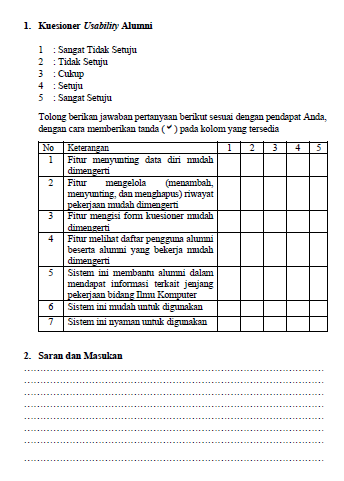 1. Kuesioner Usability Alumni
1 : Sangat Tidak Setuju
2 : Tidak Setuju
3 : Cukup
4 : Setuju
5 : Sangat Setuju
Tolong berikan jawaban pertanyaan berikut sesuai dengan pendapat Anda,
dengan cara memberikan tanda (✓) pada kolom yang tersedia
No Keterangan 1 2 3 4 5
1 Fitur menyunting data diri mudah
dimengerti
2 Fitur mengelola (menambah,
menyunting, dan menghapus) riwayat
pekerjaan mudah dimengerti
3 Fitur mengisi form kuesioner mudah
dimengerti
4 Fitur melihat daftar pengguna alumni
beserta alumni yang bekerja mudah
dimengerti
5 Sistem ini membantu alumni dalam
mendapat informasi terkait jenjang
pekerjaan bidang Ilmu Komputer
6 Sistem ini mudah untuk digunakan
7 Sistem ini nyaman untuk digunakan
2. Saran dan Masukan